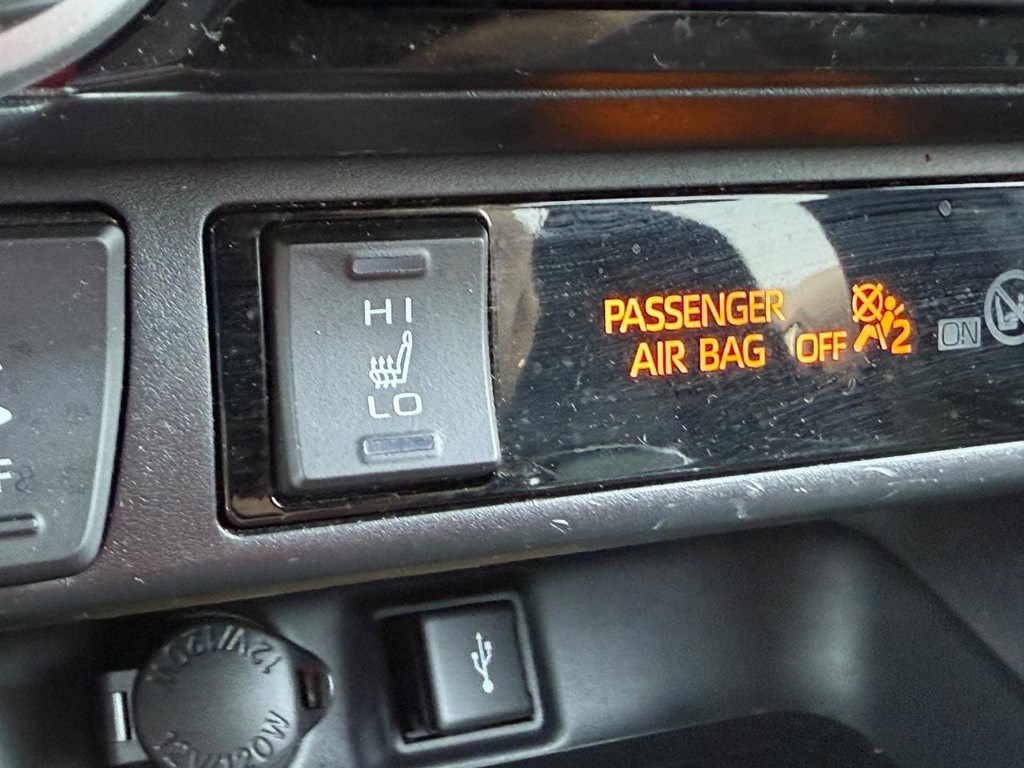 HI
LO
PASSENGER
AIR BAG OFF 2
ON
12V/120W